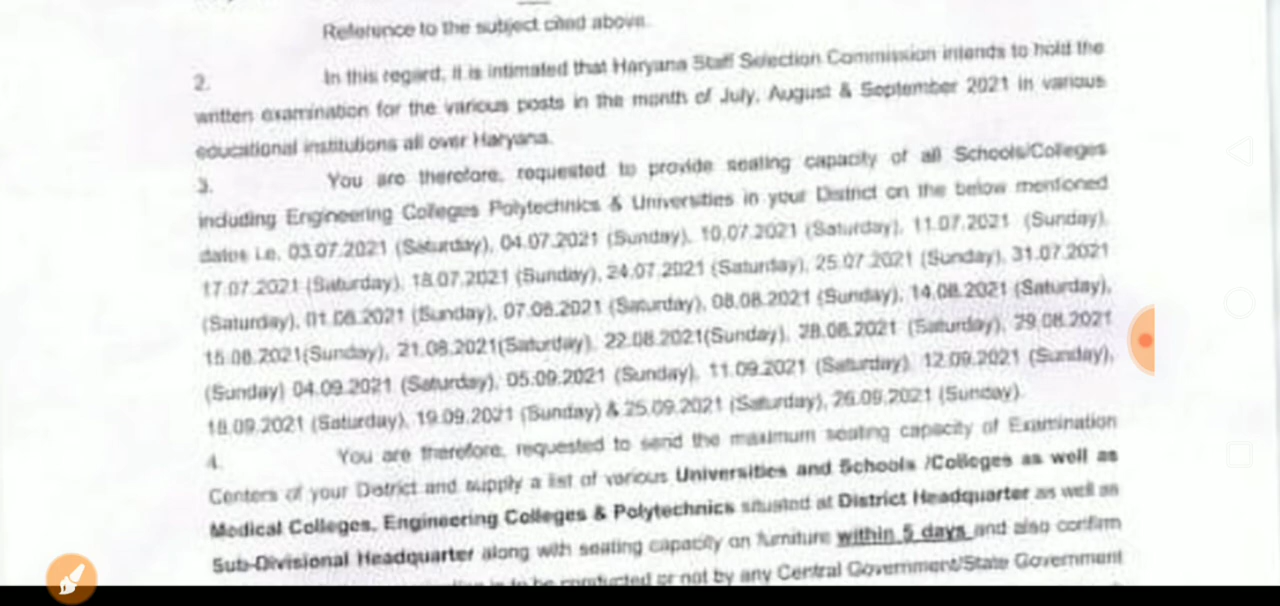 Reference to the subject cited above.
2. In this regard, it is intimated that Haryana Staff Selection Commission intends to hold the
written examination for the various posts in the month of July, August & September 2021 in various
educational institutions all over Haryana.
3. You are therefore, requested to provide seating capacity of all Schools/Colleges
including Engineering Colleges Polytechnics & Universities in your District on the below mentioned
dates i.e. 03.07.2021 (Saturday), 04.07.2021 (Sunday), 10.07.2021 (Saturday), 11.07.2021 (Sunday),
17.07.2021 (Saturday), 18.07.2021 (Sunday), 24.07.2021 (Saturday), 25.07.2021 (Sunday), 31.07.2021
(Saturday), 01.08.2021 (Sunday), 07.08.2021 (Saturday), 08.08.2021 (Sunday), 14.08.2021 (Saturday),
15.08.2021(Sunday), 21.08.2021(Saturday), 22.08.2021(Sunday), 28.08.2021 (Saturday), 29.08.2021
(Sunday) 04.09.2021 (Saturday), 05.09.2021 (Sunday), 11.09.2021 (Saturday), 12.09.2021 (Sunday),
18.09.2021 (Saturday), 19.09.2021 (Sunday) & 25.09.2021 (Saturday), 26.09.2021 (Sunday).
4. You are therefore, requested to send the maximum seating capacity of Examination
Centers of your District and supply a list of various Universities and Schools /Colleges as well as
Medical Colleges, Engineering Colleges & Polytechnics situated at District Headquarter as well as
Sub-Divisional Headquarter along with seating capacity on furniture within 5 days and also confirm
to be conducted or not by any Central Government/State Government